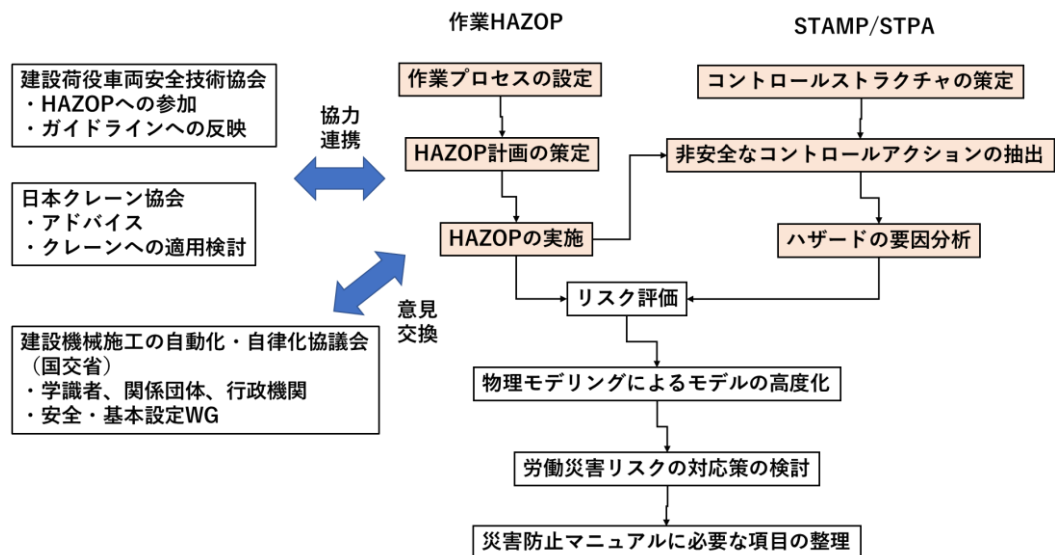 作業HAZOP
STAMP/STPA
建設荷役車両安全技術協会
・HAZOPへの参加
・ガイドラインへの反映
日本クレーン協会
・アドバイス
・クレーンへの適用検討
建設機械施工の自動化・自律化協議会
（国交省）
・学識者、関係団体、行政機関
・安全・基本設定WG
協力
連携
意見
交換
作業プロセスの設定
HAZOP計画の策定
HAZOPの実施
コントロールストラクチャの策定
非安全なコントロールアクションの抽出
ハザードの要因分析
リスク評価
物理モデリングによるモデルの高度化
労働災害リスクの対応策の検討
災害防止マニュアルに必要な項目の整理